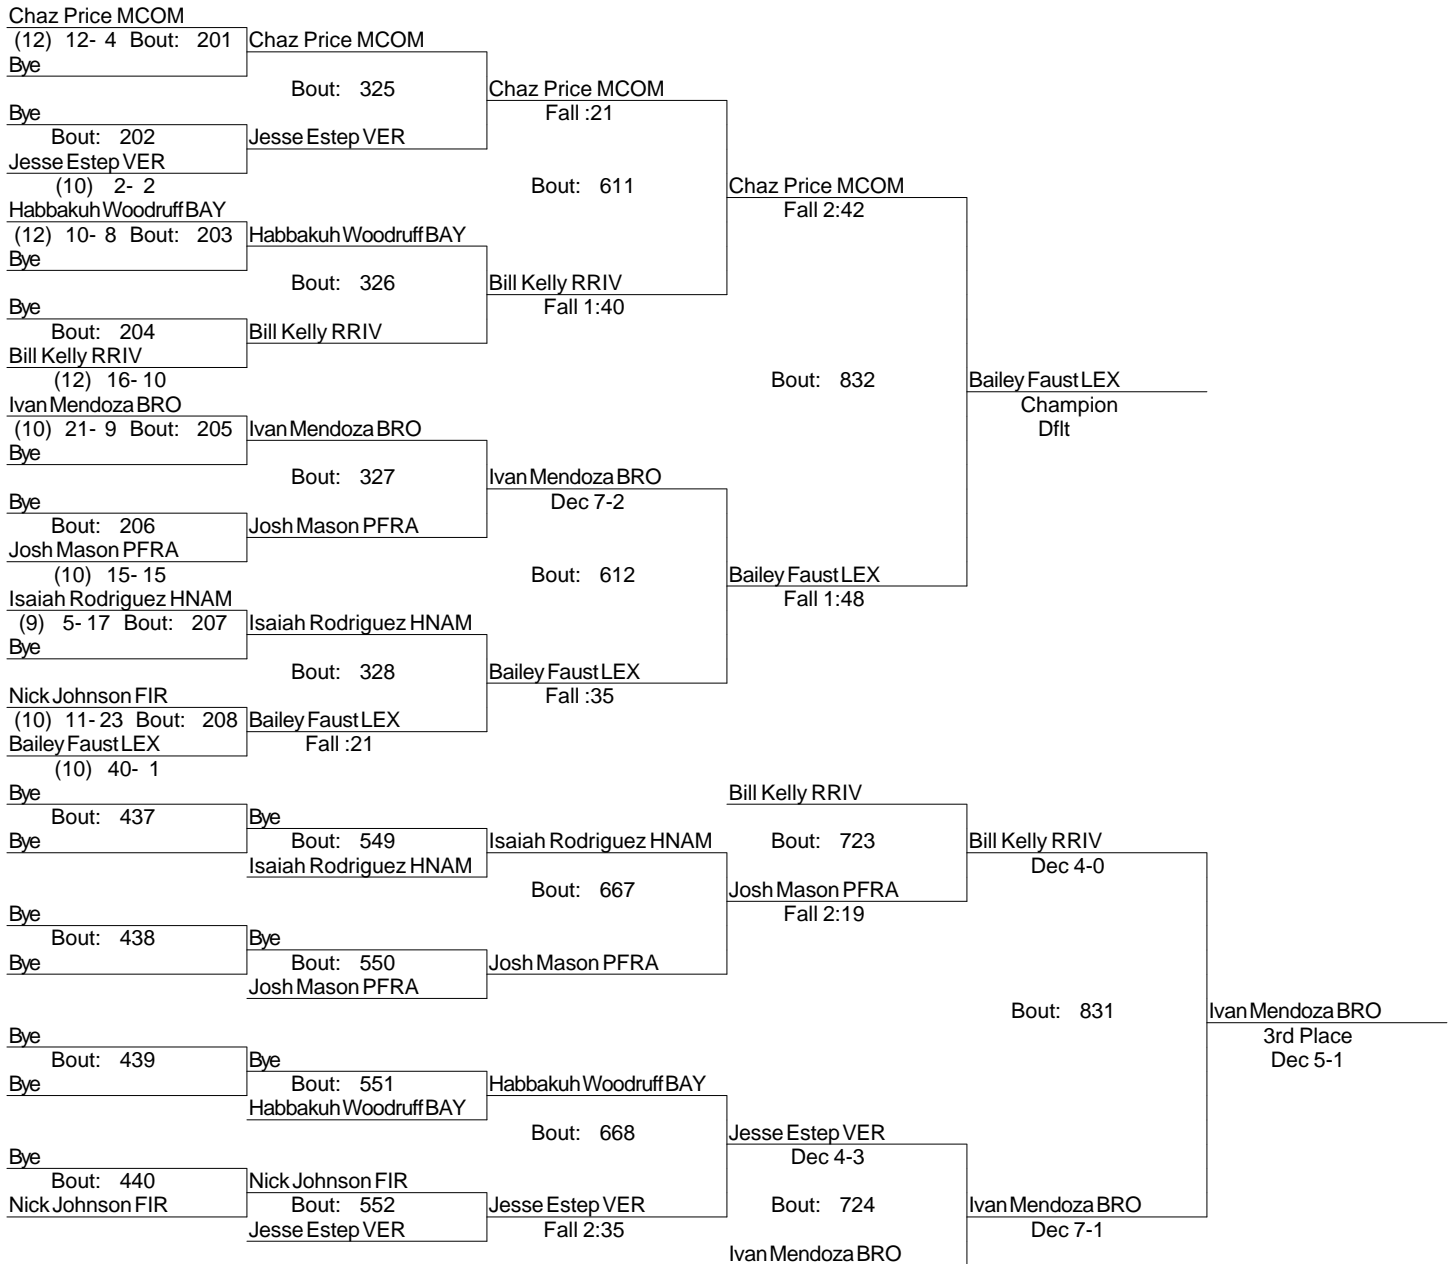 Chaz Price MCOM
(12) 12- 4 Bout: 201 Chaz Price MCOM
Bye
Bout: 325 Chaz Price MCOM
Bye Fall :21
Bout: 202 Jesse Estep VER
Jesse Estep VER
(10) 2- 2 Bout: 611 Chaz Price MCOM
Habbakuh Woodruff BAY Fall 2:42
(12) 10- 8 Bout: 203 Habbakuh Woodruff BAY
Bye
Bout: 326 Bill Kelly RRIV
Bye Fall 1:40
Bout: 204 Bill Kelly RRIV
Bill Kelly RRIV
(12) 16- 10 Bout: 832 Bailey Faust LEX
Ivan Mendoza BRO Champion
(10) 21- 9 Bout: 205 Ivan Mendoza BRO Dflt
Bye
Bout: 327 Ivan Mendoza BRO
Bye Dec 7-2
Bout: 206 Josh Mason PFRA
Josh Mason PFRA
(10) 15- 15 Bout: 612 Bailey Faust LEX
Isaiah Rodriguez HNAM Fall 1:48
(9) 5- 17 Bout: 207 Isaiah Rodriguez HNAM
Bye
Bout: 328 Bailey Faust LEX
Nick Johnson FIR Fall :35
(10) 11- 23 Bout: 208 Bailey Faust LEX
Bailey Faust LEX Fall :21
(10) 40- 1
Bye Bill Kelly RRIV
Bout: 437 Bye
Bye Bout: 549 Isaiah Rodriguez HNAM Bout: 723 Bill Kelly RRIV
Isaiah Rodriguez HNAM Dec 4-0
Bout: 667 Josh Mason PFRA
Bye Fall 2:19
Bout: 438 Bye
Bye Bout: 550 Josh Mason PFRA
Josh Mason PFRA
Bout: 831 Ivan Mendoza BRO
Bye 3rd Place
Bout: 439 Bye Dec 5-1
Bye Bout: 551 Habbakuh Woodruff BAY
Habbakuh Woodruff BAY
Bout: 668 Jesse Estep VER
Bye Dec 4-3
Bout: 440 Nick Johnson FIR
Nick Johnson FIR Bout: 552 Jesse Estep VER Bout: 724 Ivan Mendoza BRO
Jesse Estep VER Fall 2:35 Dec 7-1
Ivan Mendoza BRO